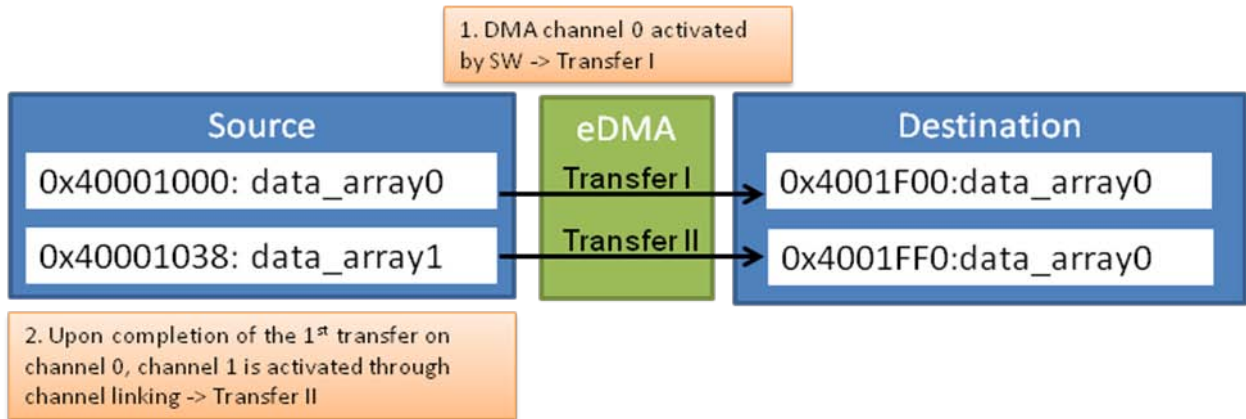 1. DMA channel 0 activated
by SW -> Transfer I
Source
eDMA
Destination
0x40001000: data_array0
Transfer I
0x4001F00:data_array0
0x40001038: data_array1
Transfer II
0x4001FF0:data_array0
2. Upon completion of the 1st transfer on
channel 0, channel 1 is activated through
channel linking -> Transfer II